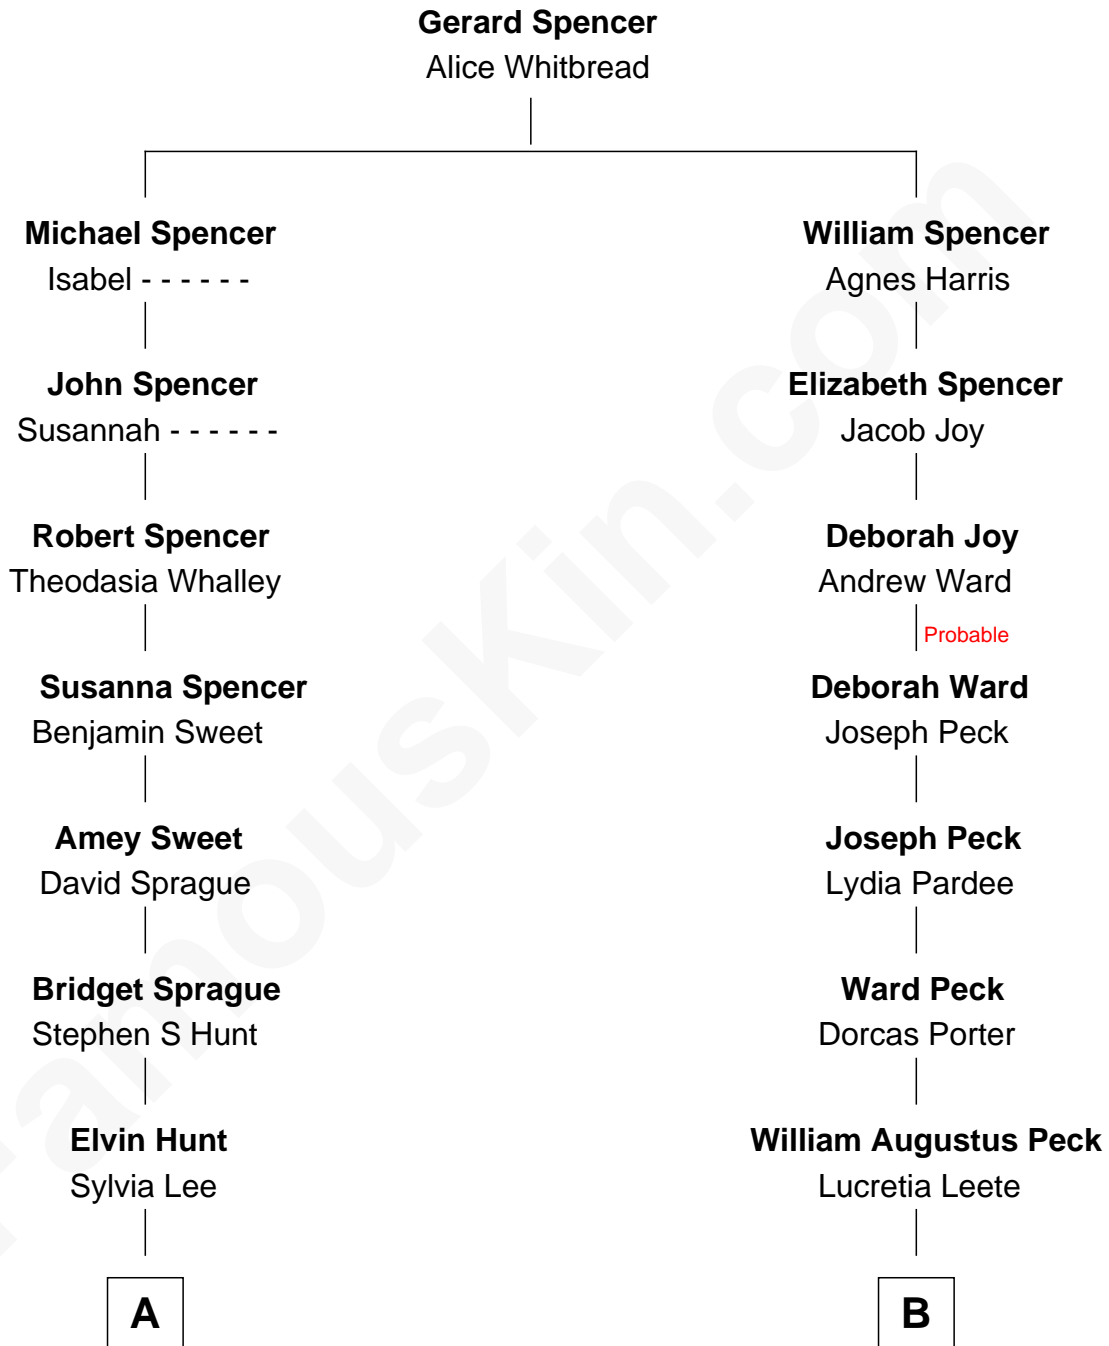 Gerard Spencer
Alice Whitbread
Michael Spencer
Isabel - - - - - -
William Spencer
Agnes Harris
John Spencer
Susannah - - - - - -
Elizabeth Spencer
Jacob Joy
Robert Spencer
Theodasia Whalley
Deborah Joy
Andrew Ward
Probable
Susanna Spencer
Benjamin Sweet
Deborah Ward
Joseph Peck
Amey Sweet
David Sprague
Joseph Peck
Lydia Pardee
Bridget Sprague
Stephen S Hunt
Ward Peck
Dorcas Porter
Elvin Hunt
Sylvia Lee
William Augustus Peck
Lucretia Leete
A
B
FamousKin.com